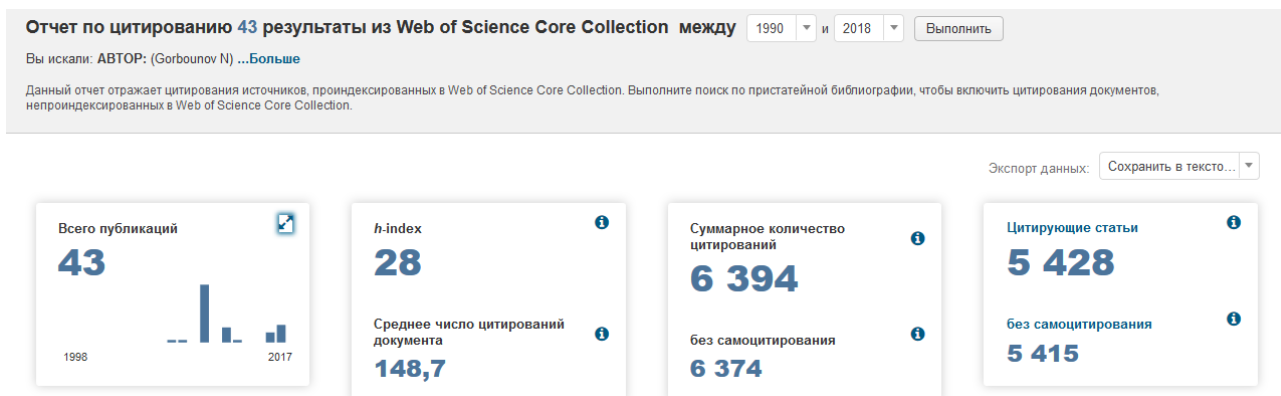 Отчет по цитированию 43 результаты из Web of Science Core Collection между 1990 и 2018 Выполнить
Вы искали: АВТОР: (Gorbounov N) ...Больше
Данный отчет отражает цитирования источников, проиндексированных в Web of Science Core Collection. Выполните поиск по пристатейной библиографии, чтобы включить цитирования документов,
непроиндексированных в Web of Science Core Collection.
Экспорт данных: Сохранить в тексто...
Всего публикаций
43
1998 2017
h-index
28
Среднее число цитирований
документа
148,7
Суммарное количество
цитирований
6 394
без самоцитирования
6 374
Цитирующие статьи
5 428
без самоцитирования
5 415